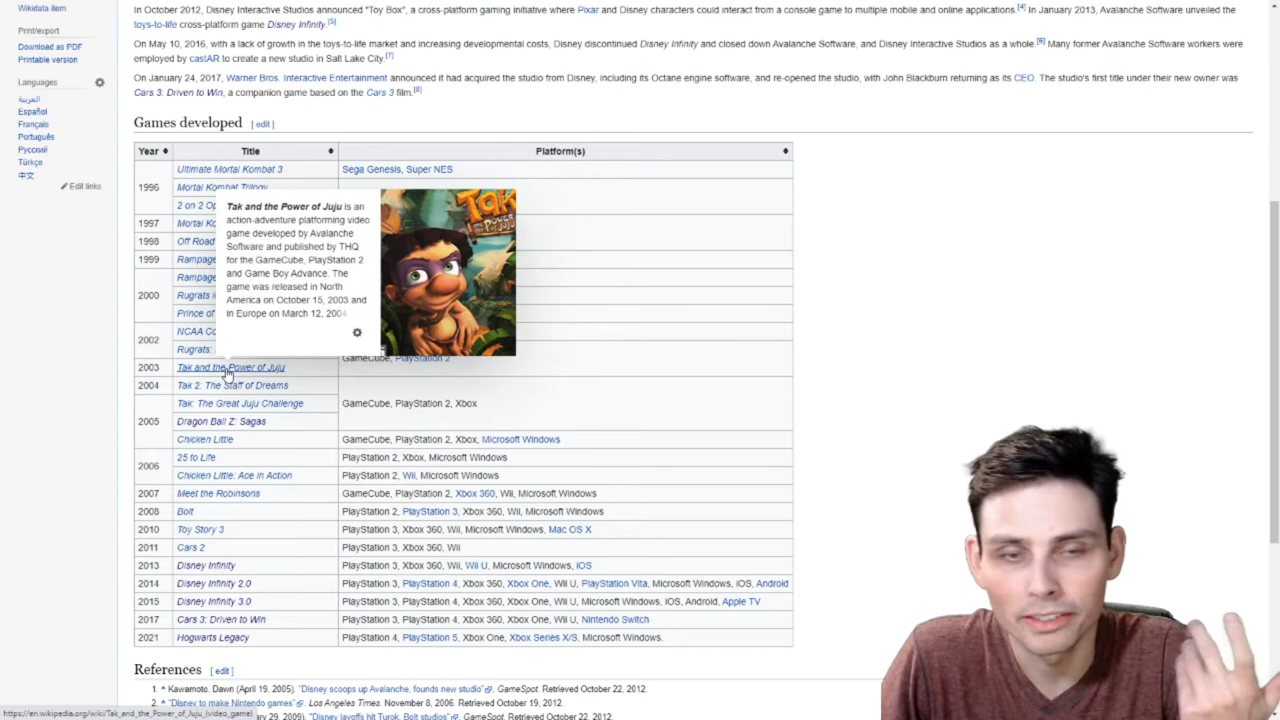 Wikidata item
Print/export
Download as PDF
Printable version
Languages
العربية
Español
Français
Português
Русский
Türkçe
中文
Edit links
In October 2012, Disney Interactive Studios announced "Toy Box", a cross-platform gaming initiative where Pixar and Disney characters could interact from a console game to multiple mobile and online applications.[4] In January 2013, Avalanche Software unveiled the
toys-to-life cross-platform game Disney Infinity.[5]
On May 10, 2016, with a lack of growth in the toys-to-life market and increasing developmental costs, Disney discontinued Disney Infinity and closed down Avalanche Software, and Disney Interactive Studios as a whole.[6] Many former Avalanche Software workers were
employed by castAR to create a new studio in Salt Lake City.[7]
On January 24, 2017, Warner Bros. Interactive Entertainment announced it had acquired the studio from Disney, including its Octane engine software, and re-opened the studio, with John Blackburn returning as its CEO. The studio's first title under their new owner was
Cars 3: Driven to Win, a companion game based on the Cars 3 film.[8]
Games developed [ edit ]
Year Title Platform(s)
1996 Ultimate Mortal Kombat 3 Sega Genesis, Super NES
Mortal Kombat Trilogy
2 on 2 Op
1997 Mortal Ko
1998 Off Road
1999 Rampage
2000 Rampage
Rugrats i
Prince of
2002 NCAA Co
Rugrats:
GameCube, PlayStation 2
2003 Tak and the Power of Juju
2004 Tak 2: The Staff of Dreams
2005 Tak: The Great Juju Challenge GameCube, PlayStation 2, Xbox
Dragon Ball Z: Sagas
Chicken Little GameCube, PlayStation 2, Xbox, Microsoft Windows
2006 25 to Life PlayStation 2, Xbox, Microsoft Windows
Chicken Little: Ace in Action PlayStation 2, Wii, Microsoft Windows
2007 Meet the Robinsons GameCube, PlayStation 2, Xbox 360, Wii, Microsoft Windows
2008 Bolt PlayStation 2, PlayStation 3, Xbox 360, Wii, Microsoft Windows
2010 Toy Story 3 PlayStation 3, Xbox 360, Wii, Microsoft Windows, Mac OS X
2011 Cars 2 PlayStation 3, Xbox 360, Wii
2013 Disney Infinity PlayStation 3, Xbox 360, Wii, Wii U, Microsoft Windows, iOS
2014 Disney Infinity 2.0 PlayStation 3, PlayStation 4, Xbox 360, Xbox One, Wii U, PlayStation Vita, Microsoft Windows, iOS, Android
2015 Disney Infinity 3.0 PlayStation 3, PlayStation 4, Xbox 360, Xbox One, Wii U, Microsoft Windows, iOS, Android, Apple TV
2017 Cars 3: Driven to Win PlayStation 3, PlayStation 4, Xbox 360, Xbox One, Wii U, Nintendo Switch
2021 Hogwarts Legacy PlayStation 4, PlayStation 5, Xbox One, Xbox Series X/S, Microsoft Windows.
Tak and the Power of Juju is an
action-adventure platforming video
game developed by Avalanche
Software and published by THQ
for the GameCube, PlayStation 2
and Game Boy Advance. The
game was released in North
America on October 15, 2003 and
in Europe on March 12, 2004
Tak
POWER
References [ edit ]
1. ^ Kawamoto, Dawn (April 19, 2005). "Disney scoops up Avalanche, founds new studio". GameSpot. Retrieved October 22, 2012.
2. ^ "Disney to make Nintendo games". Los Angeles Times. November 8, 2006. Retrieved October 19, 2012.
ary 29, 2009). "Disney layoffs hit Turok, Bolt studios". GameSpot. Retrieved October 22, 2012.
https://en.wikipedia.org/wiki/Tak_and_the_Power_of_Juju_(video_game)